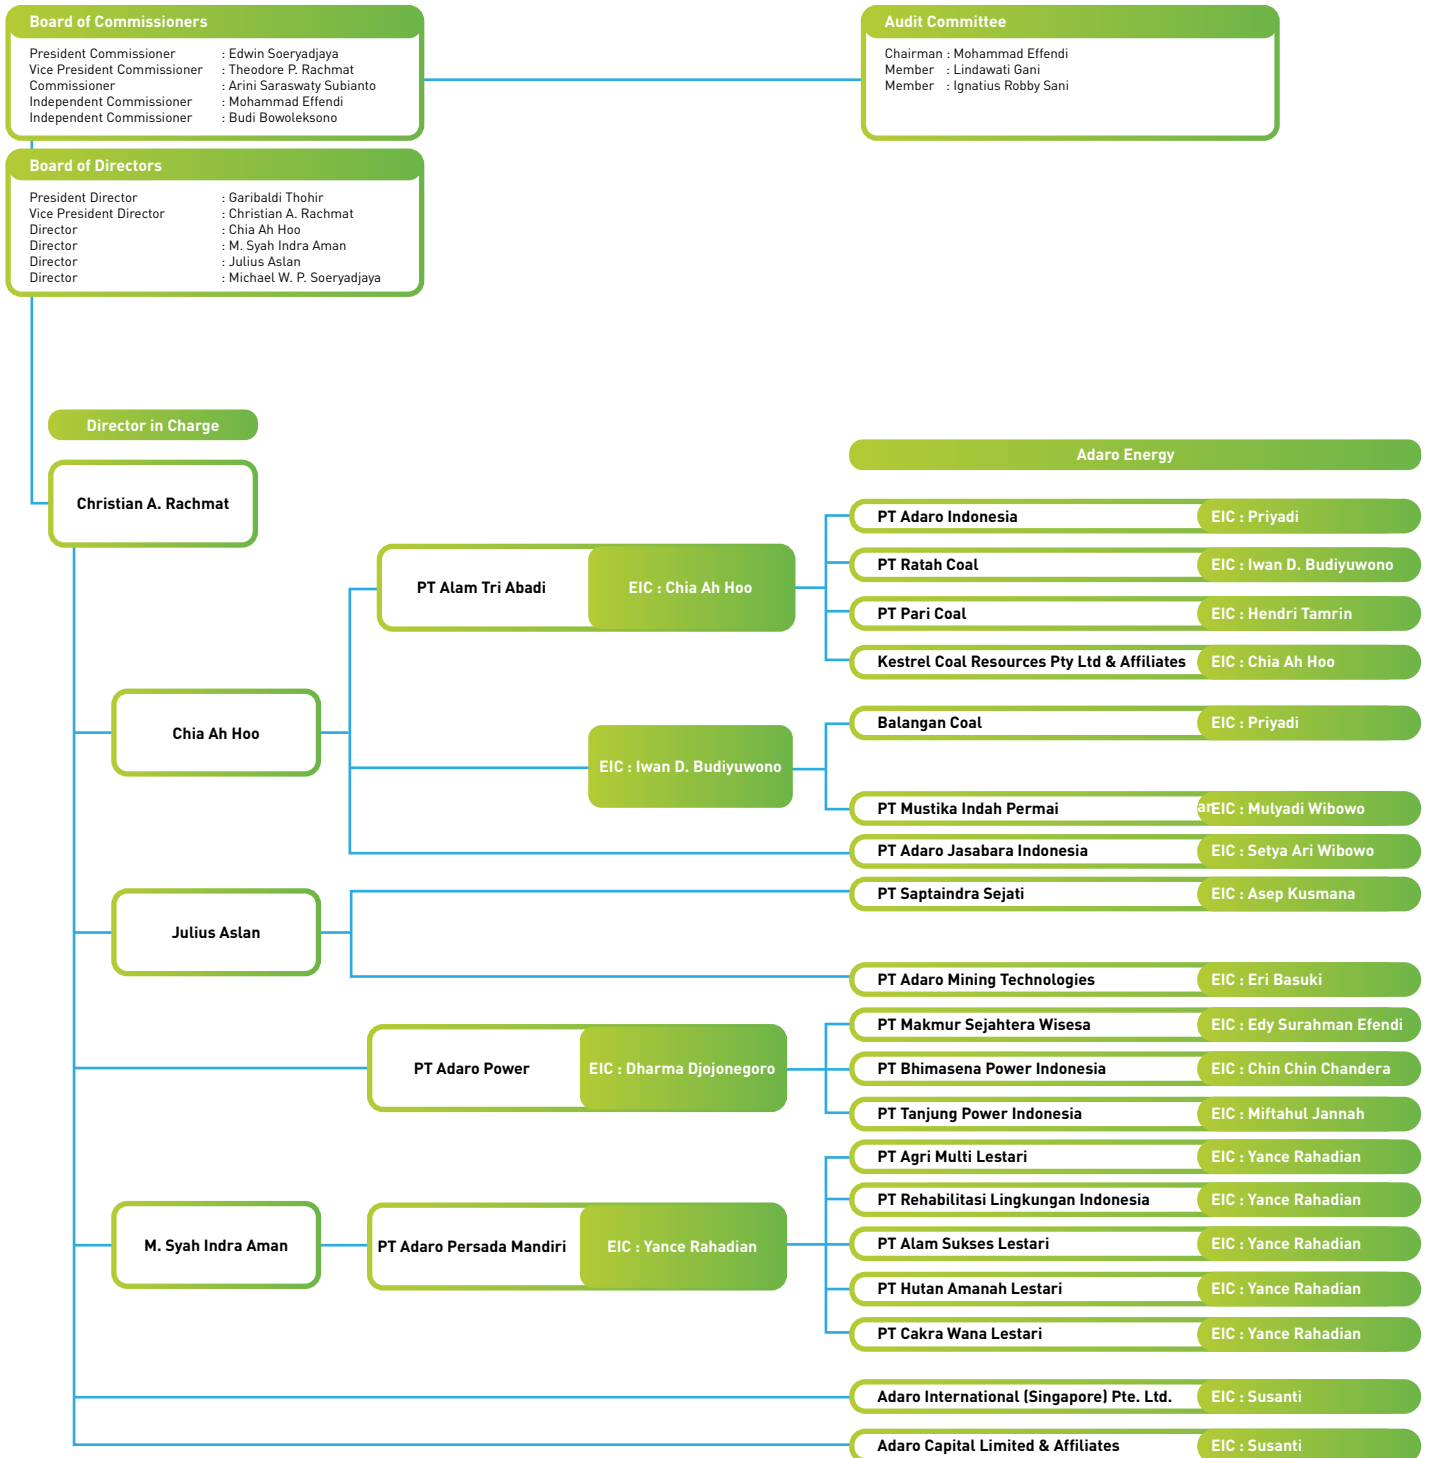 Board of Commissioners
President Commissioner : Edwin Soeryadjaya
Vice President Commissioner : Theodore P. Rachmat
Commissioner : Arini Saraswaty Subianto
Independent Commissioner : Mohammad Effendi
Independent Commissioner : Budi Bowoleksono
Audit Committee
Chairman : Mohammad Effendi
Member : Lindawati Gani
Member : Ignatius Robby Sani
Board of Directors
President Director : Garibaldi Thohir
Vice President Director : Christian A. Rachmat
Director : Chia Ah Hoo
Director : M. Syah Indra Aman
Director : Julius Aslan
Director : Michael W. P. Soeryadjaya
Director in Charge
Christian A. Rachmat
Adaro Energy
PT Alam Tri Abadi EIC : Chia Ah Hoo
PT Adaro Indonesia EIC : Priyadi
PT Ratah Coal EIC : Iwan D. Budiyuwono
PT Pari Coal EIC : Hendri Tamrin
Kestrel Coal Resources Pty Ltd & Affiliates EIC : Chia Ah Hoo
Chia Ah Hoo
EIC : Iwan D. Budiyuwono
Balangan Coal EIC : Priyadi
PT Mustika Indah Permai EIC : Mulyadi Wibowo
PT Adaro Jasabara Indonesia EIC : Setya Ari Wibowo
Julius Aslan
PT Saptaindra Sejati EIC : Asep Kusmana
PT Adaro Mining Technologies EIC : Eri Basuki
PT Adaro Power EIC : Dharma Djojonegoro
PT Makmur Sejahtera Wisesa EIC : Edy Surahman Efendi
PT Bhimasena Power Indonesia EIC : Chin Chin Chandera
PT Tanjung Power Indonesia EIC : Miftahul Jannah
M. Syah Indra Aman
PT Adaro Persada Mandiri EIC : Yance Rahadian
PT Agri Multi Lestari EIC : Yance Rahadian
PT Rehabilitasi Lingkungan Indonesia EIC : Yance Rahadian
PT Alam Sukses Lestari EIC : Yance Rahadian
PT Hutan Amanah Lestari EIC : Yance Rahadian
PT Cakra Wana Lestari EIC : Yance Rahadian
Adaro International (Singapore) Pte. Ltd. EIC : Susanti
Adaro Capital Limited & Affiliates EIC : Susanti